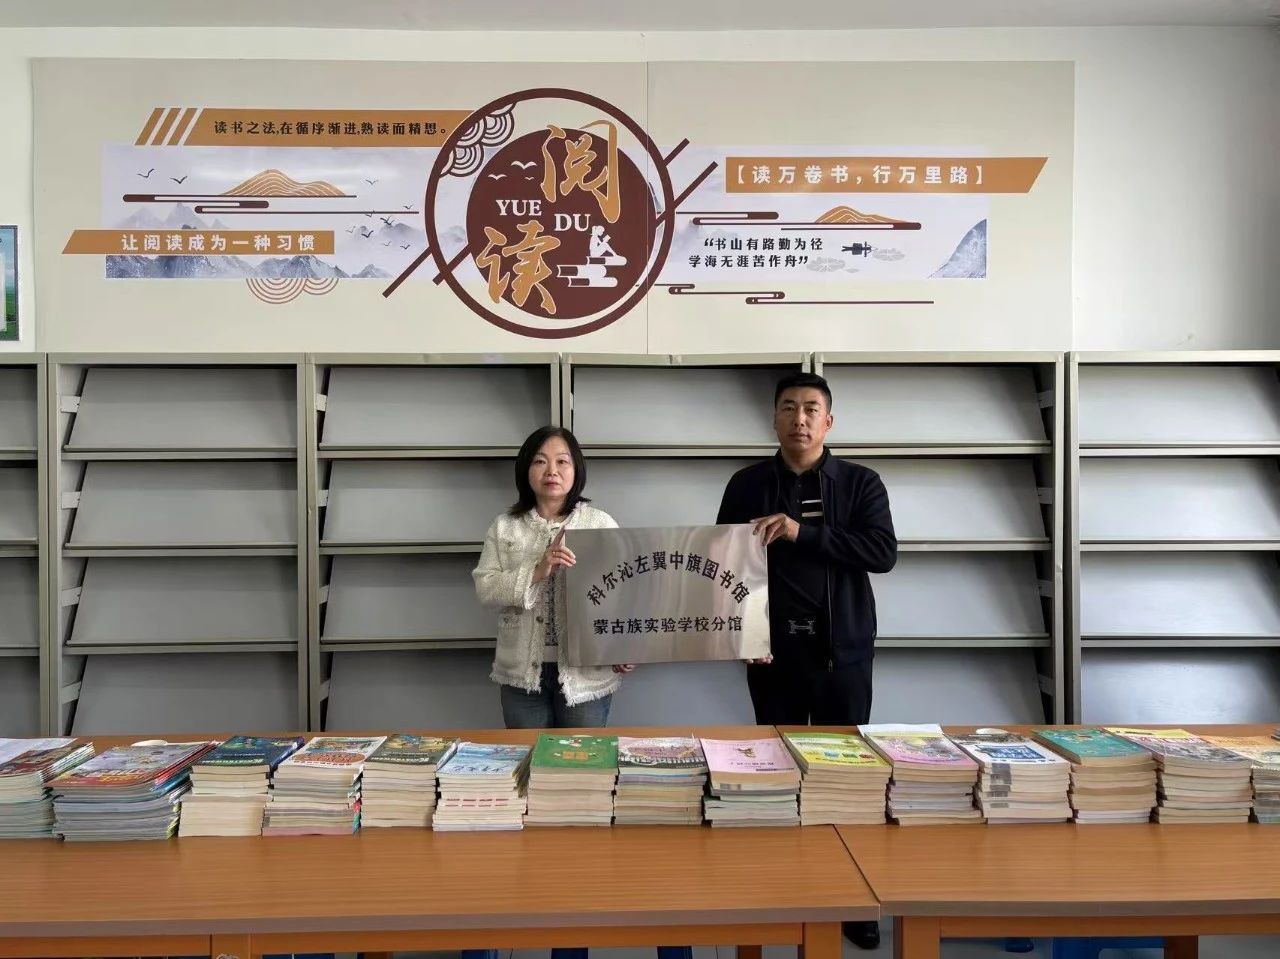 读书之法,在循序渐进,熟读而精思。
让阅读成为一种习惯
阅读
YUE DU
【读万卷书，行万里路】
“书山有路勤为径
学海无涯苦作舟”
科尔沁左翼中旗图书馆
蒙古族实验学校分馆